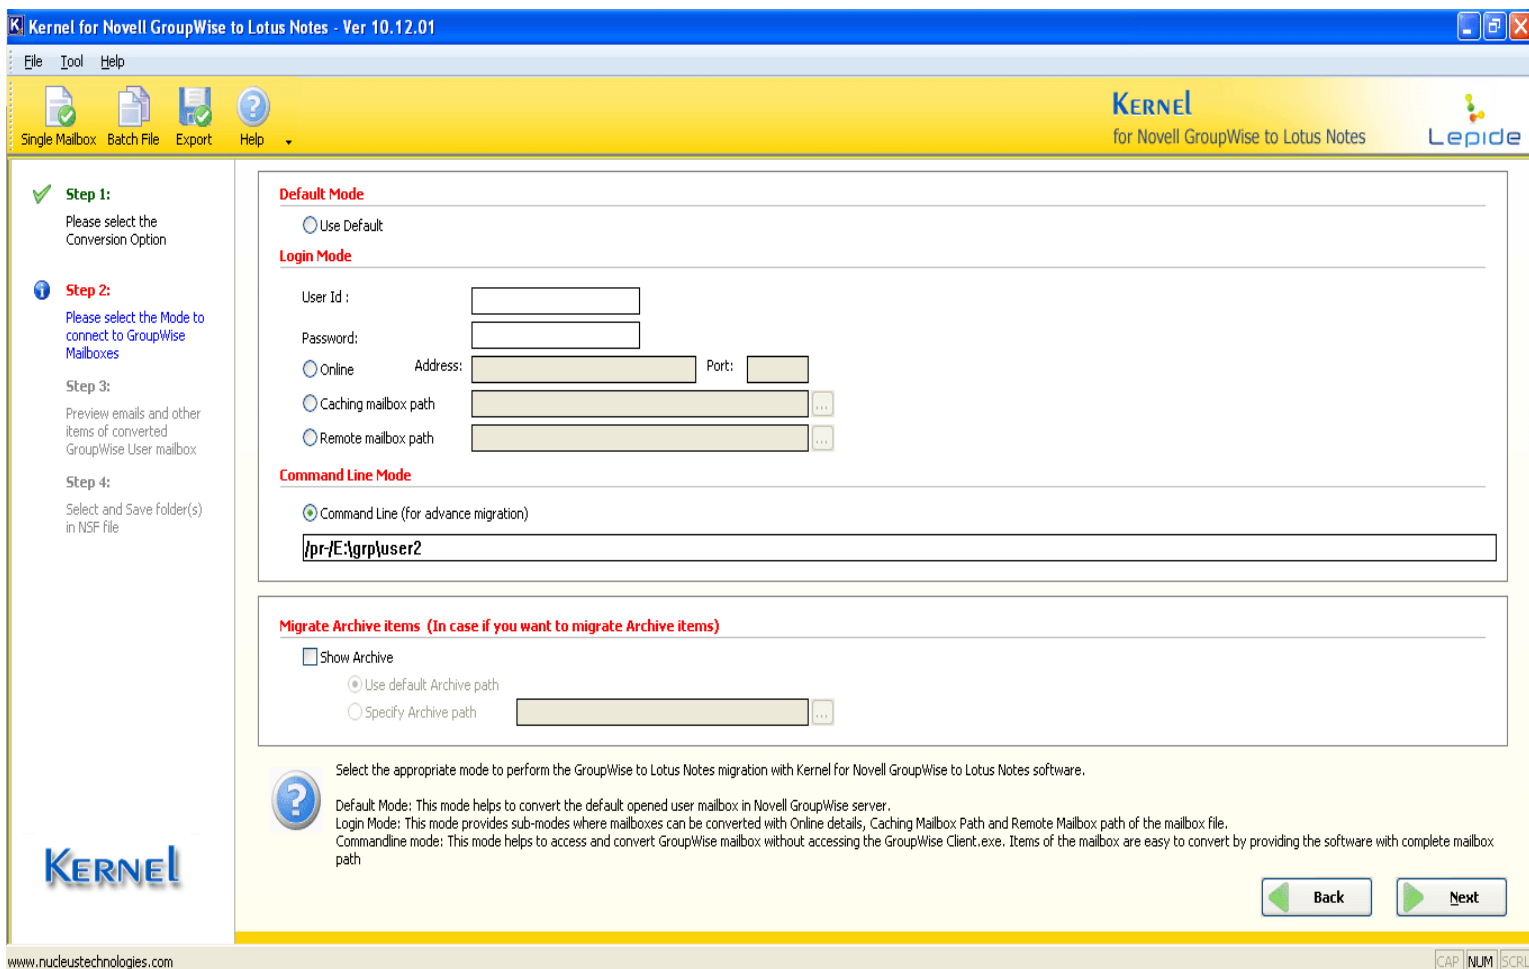 Kernel for Novell GroupWise to Lotus Notes - Ver 10.12.01
File Tool Help
Single Mailbox Batch File Export Help
KERNEL
for Novell GroupWise to Lotus Notes
Lepide
Step 1:
Please select the
Conversion Option
Step 2:
Please select the Mode to
connect to GroupWise
Mailboxes
Step 3:
Preview emails and other
items of converted
GroupWise User mailbox
Step 4:
Select and Save folder(s)
in NSF file
KERNEL
Default Mode
Use Default
Login Mode
User Id :
Password:
Online Address: Port:
Caching mailbox path ...
Remote mailbox path ...
Command Line Mode
Command Line (for advance migration)
/pr-/E:\grp\user2
Migrate Archive items (In case if you want to migrate Archive items)
Show Archive
Use default Archive path
Specify Archive path ...
Select the appropriate mode to perform the GroupWise to Lotus Notes migration with Kernel for Novell GroupWise to Lotus Notes software.
Default Mode: This mode helps to convert the default opened user mailbox in Novell GroupWise server.
Login Mode: This mode provides sub-modes where mailboxes can be converted with Online details, Caching Mailbox Path and Remote Mailbox path of the mailbox file.
Commandline mode: This mode helps to access and convert GroupWise mailbox without accessing the GroupWise Client.exe. Items of the mailbox are easy to convert by providing the software with complete mailbox
path
Back Next
www.nucleustechnologies.com
CAP NUM SCRL